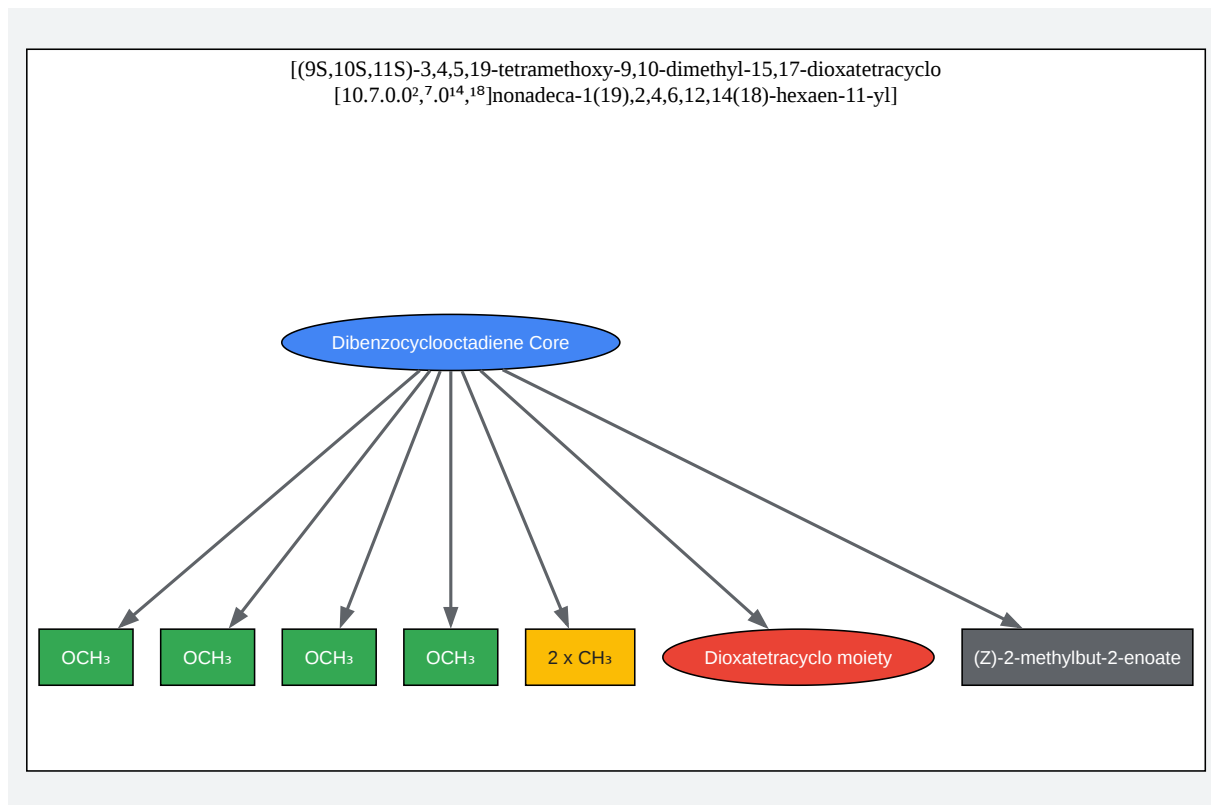 [(9S,10S,11S)-3,4,5,19-tetramethoxy-9,10-dimethyl-15,17-dioxatetracyclo
[10.7.0.0²,⁷.0¹⁴,¹⁸]nonadeca-1(19),2,4,6,12,14(18)-hexaen-11-yl]
Dibenzocyclooctadiene Core
OCH₃
OCH₃
OCH₃
OCH₃
2 x CH₃
Dioxatetracyclo moiety
(Z)-2-methylbut-2-enoate